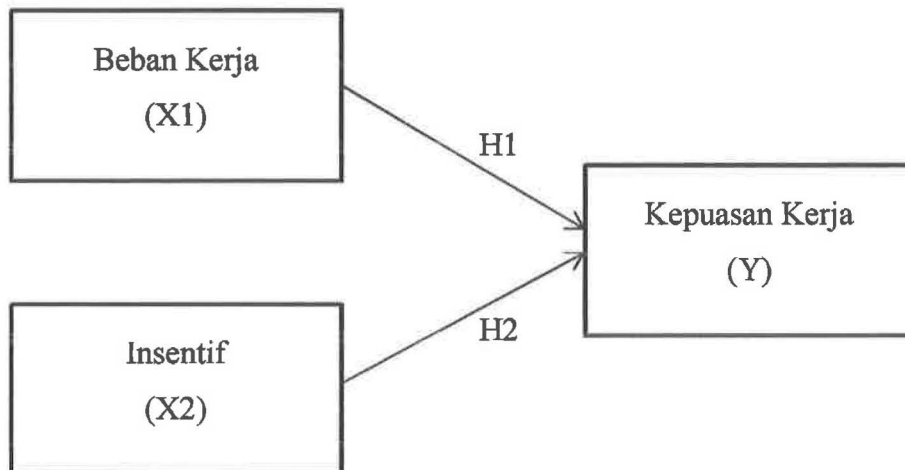 Beban Kerja
(X1)
H1
Kepuasan Kerja
(Y)
Insentif
(X2)
H2